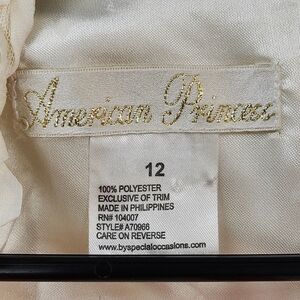 American Princess
12
100% POLYESTER
EXCLUSIVE OF TRIM
MADE IN PHILIPPINES
RN# 104007
STYLE# A70966
CARE ON REVERSE
www.byspecialoccasions.com